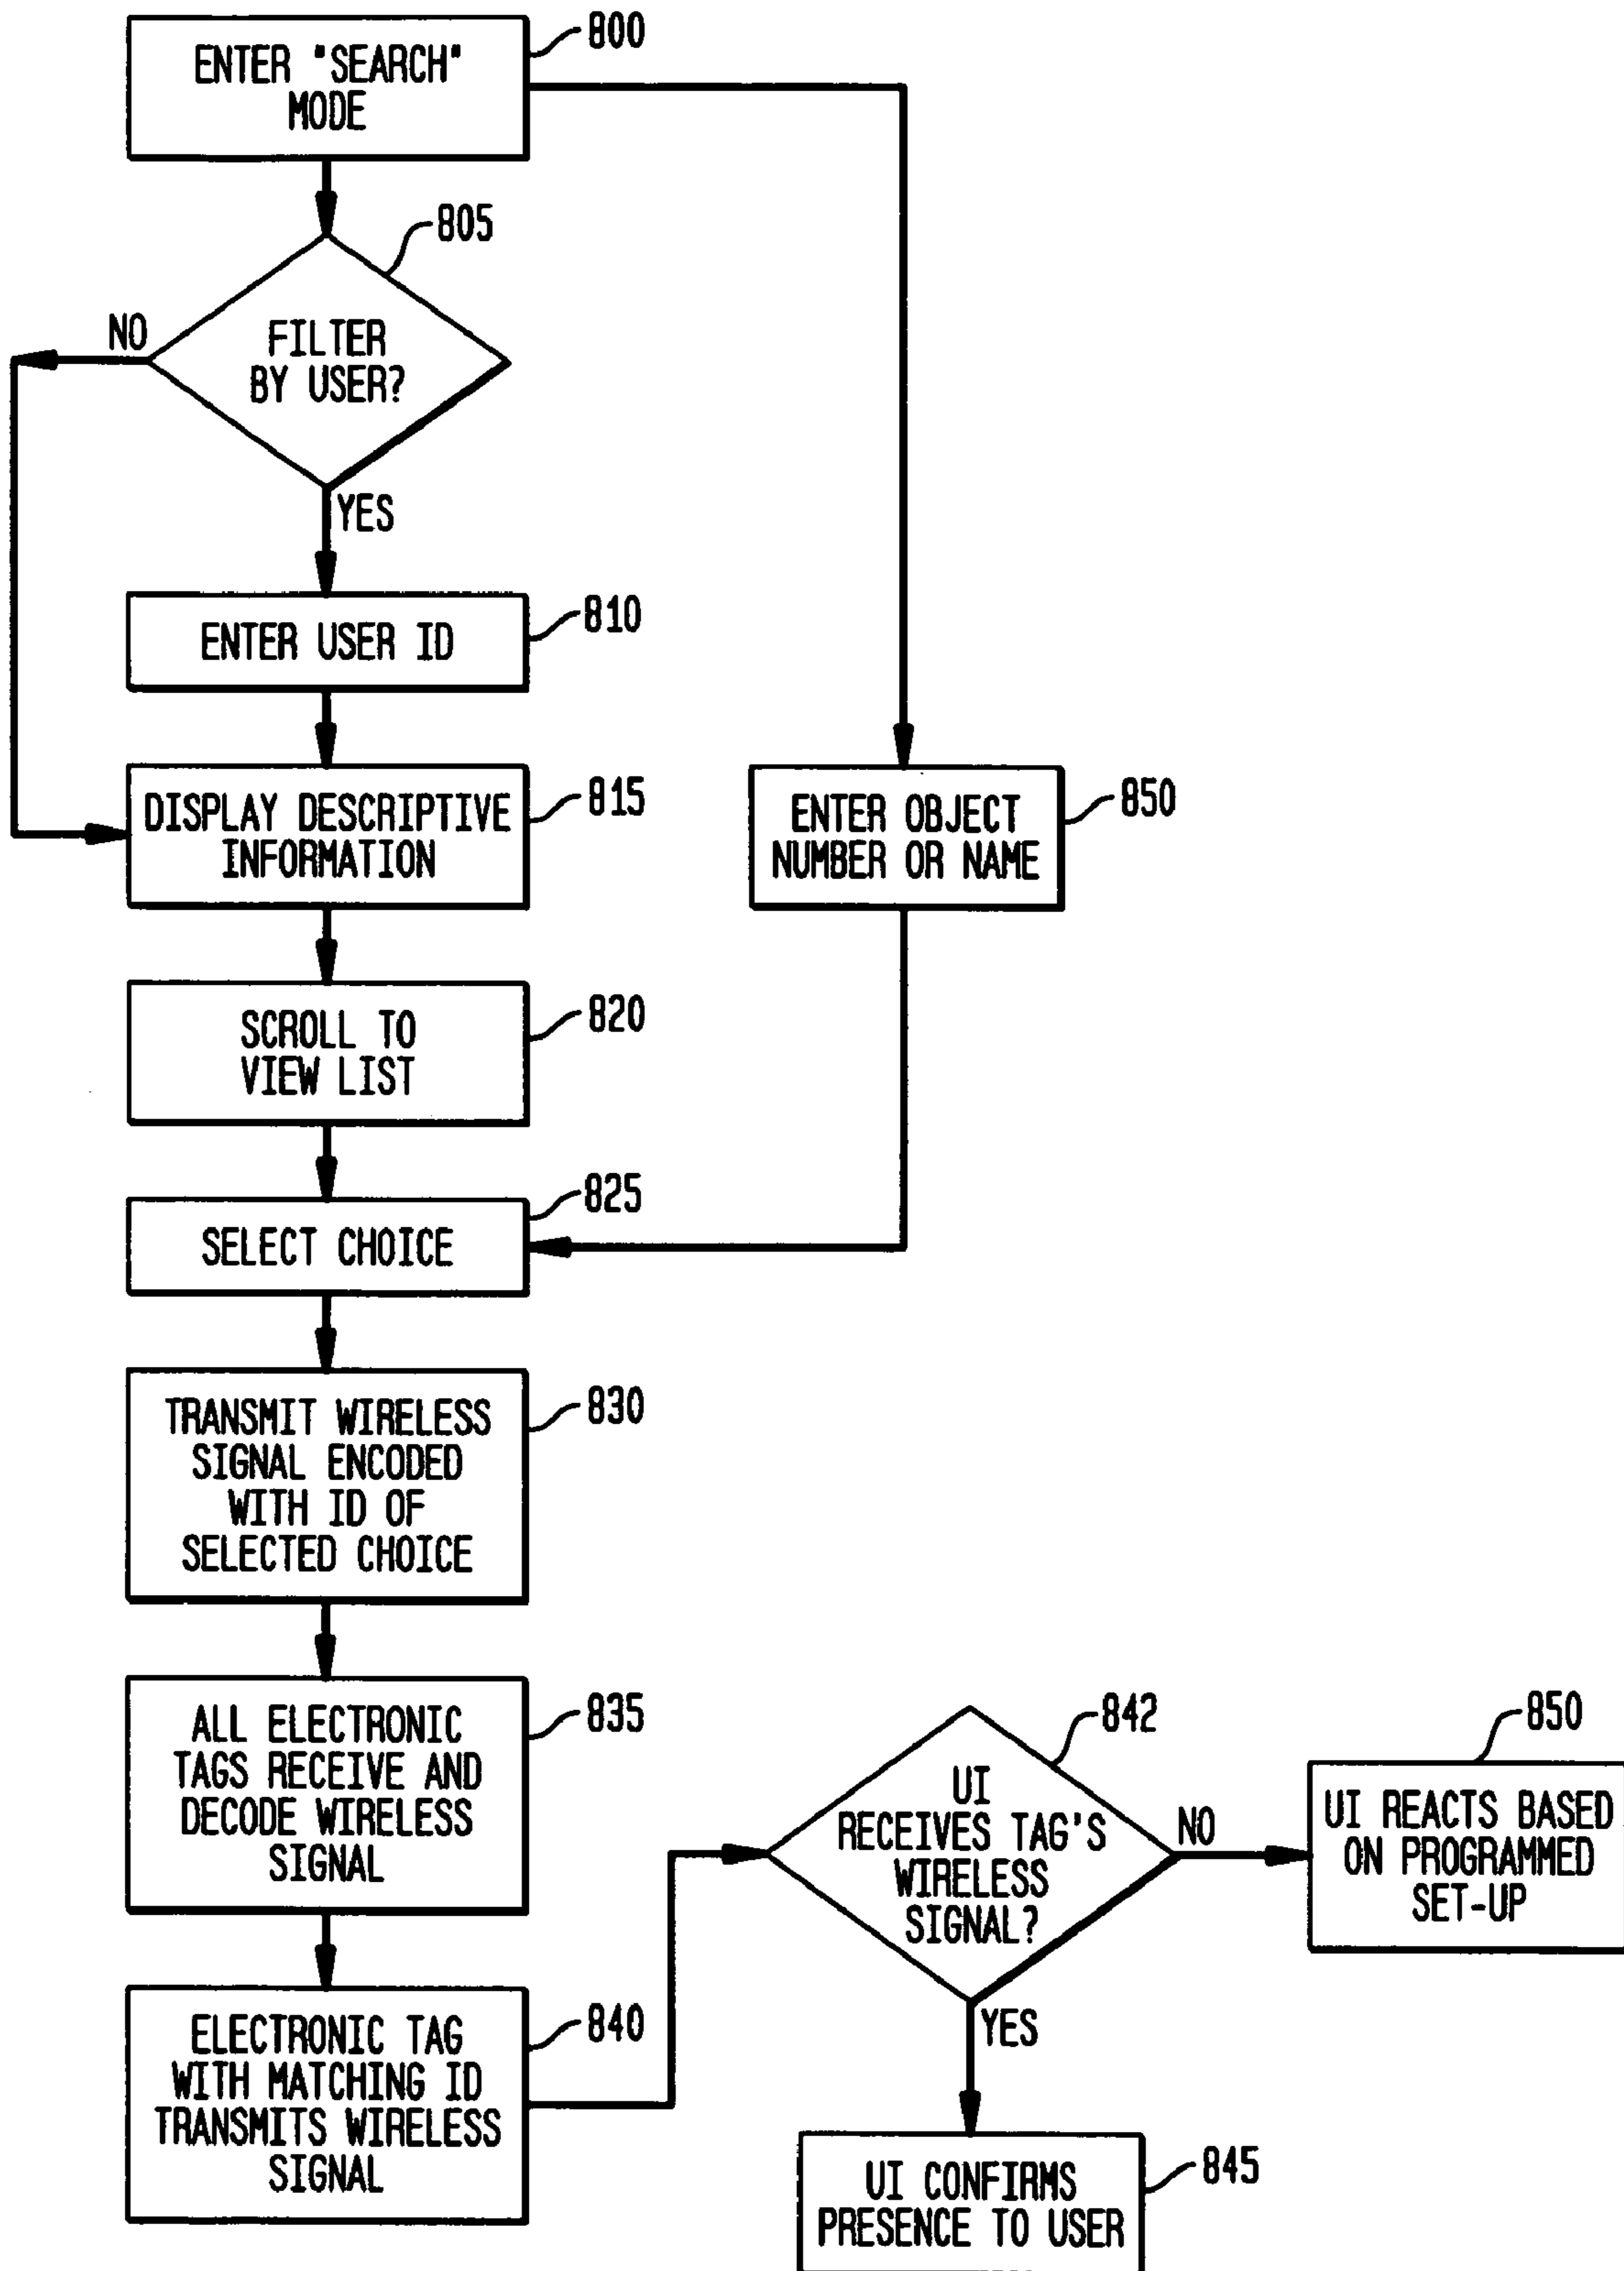 800
ENTER "SEARCH"
MODE
805
NO
FILTER
BY USER?
YES
810
ENTER USER ID
815
DISPLAY DESCRIPTIVE
INFORMATION
850
ENTER OBJECT
NUMBER OR NAME
820
SCROLL TO
VIEW LIST
825
SELECT CHOICE
830
TRANSMIT WIRELESS
SIGNAL ENCODED
WITH ID OF
SELECTED CHOICE
835
ALL ELECTRONIC
TAGS RECEIVE AND
DECODE WIRELESS
SIGNAL
840
ELECTRONIC TAG
WITH MATCHING ID
TRANSMITS WIRELESS
SIGNAL
842
UI
RECEIVES TAG'S
WIRELESS
SIGNAL?
NO
YES
850
UI REACTS BASED
ON PROGRAMMED
SET-UP
845
UI CONFIRMS
PRESENCE TO USER